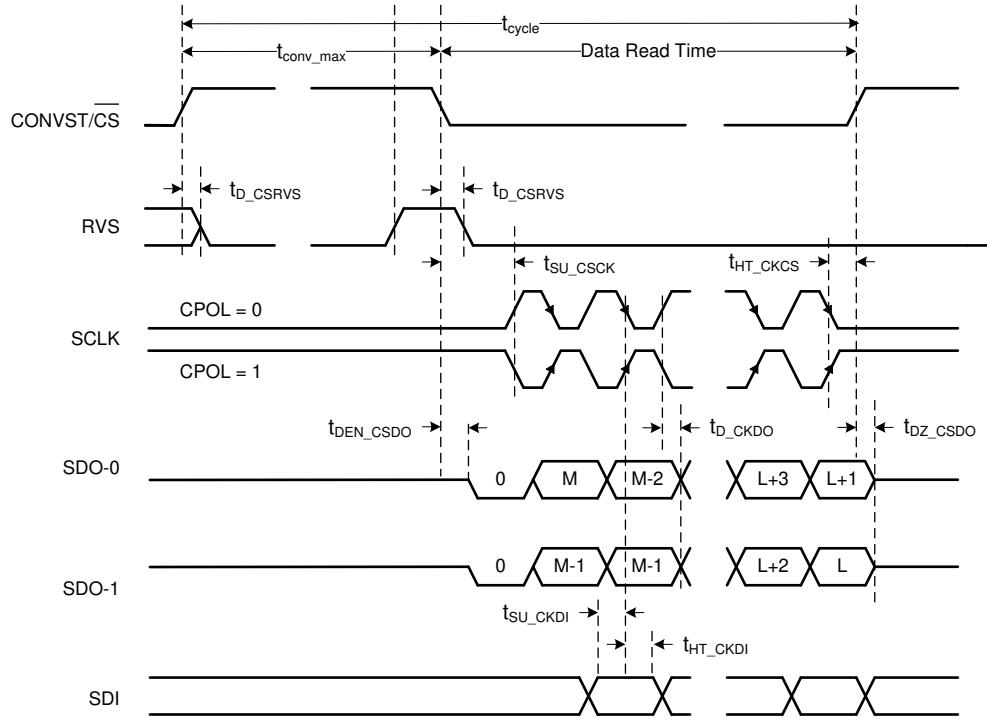 tcycle
tconv_max
Data Read Time
CONVST/CS
tD_CSRVS
tD_CSRVS
RVS
tSU_CSCK
tHT_CKCS
CPOL = 0
SCLK
CPOL = 1
tDEN_CSDO
tD_CKDO
tDZ_CSDO
SDO-0
0
M
M-2
L+3
L+1
SDO-1
0
M-1
M-1
L+2
L
tSU_CKDI
tHT_CKDI
SDI